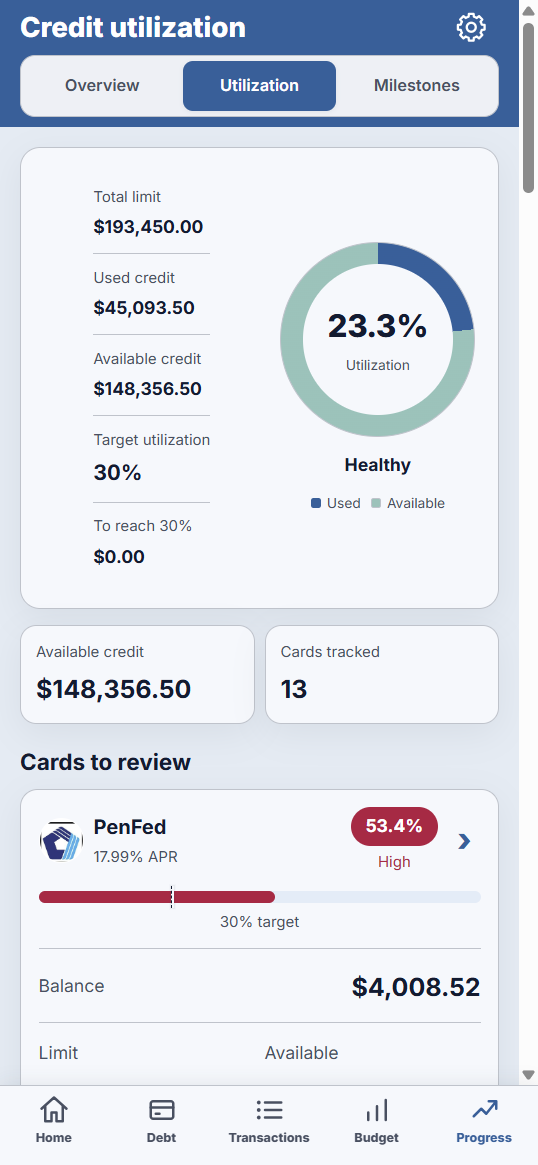 Credit utilization
Overview
Utilization
Milestones
Total limit
$193,450.00
Used credit
$45,093.50
Available credit
$148,356.50
Target utilization
30%
To reach 30%
$0.00
23.3%
Utilization
Healthy
Used
Available
Available credit
$148,356.50
Cards tracked
13
Cards to review
PenFed
17.99% APR
53.4%
High
30% target
Balance
$4,008.52
Limit
Available
Home
Debt
Transactions
Budget
Progress